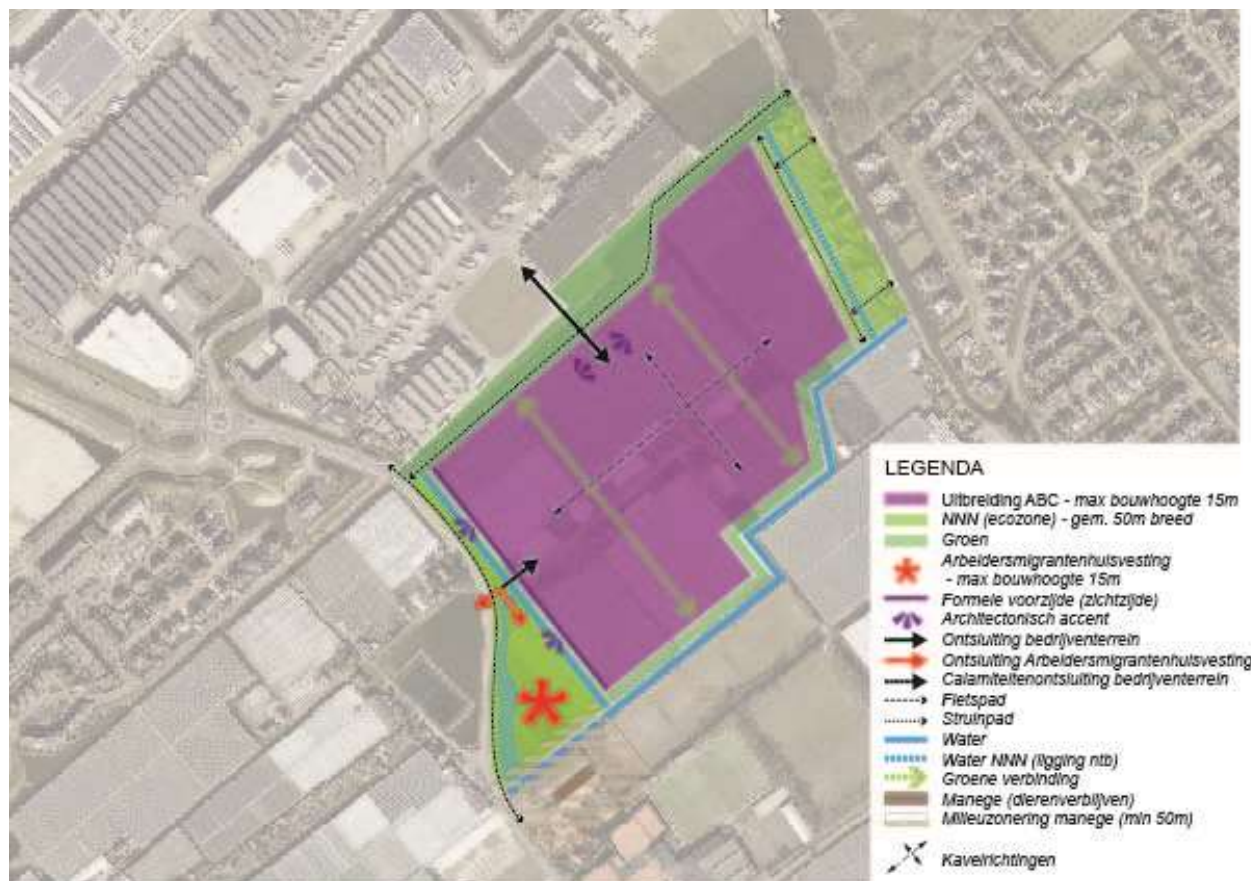 LEGENDA
Uitbreiding ABC - max bouwhoogte 15m
NNN (ecozone) - gem. 50m breed
Groen
Arbeidersmigrantenhuisvesting
- max bouwhoogte 15m
Formele voorzijde (zichtzijde)
Architectonisch accent
Ontsluiting bedrijventerrein
Ontsluiting Arbeidersmigrantenhuisvesting
Calamiteitenontsluiting bedrijventerrein
Fietspad
Struinpad
Water
Water NNN (ligging ntb)
Groene verbinding
Manege (dierenverblijven)
Milieuzonering manege (min 50m)
Kavelrichtingen